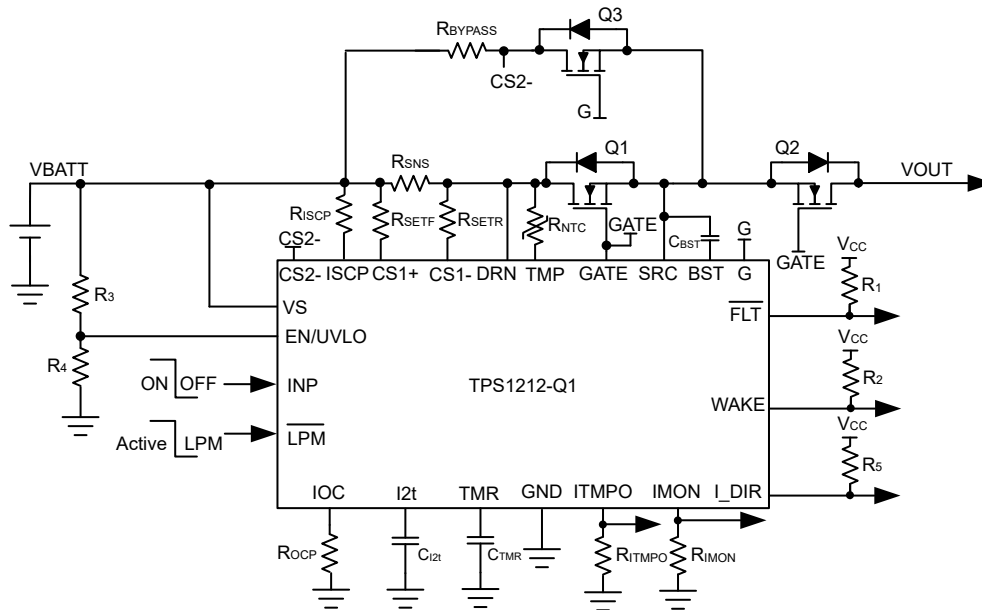 Q3
RBYPASS
CS2-
G
VBATT
RSNS
Q1
Q2
VOUT
RISCP
RSETF
RSETR
RNTC
GATE
CBST
G
GATE
CS2-
CS2- ISCP CS1+ CS1- DRN TMP GATE SRC BST G
VCC
R1
R3
VS
FLT
EN/UVLO
VCC
R4
R2
ON OFF
INP
TPS1212-Q1
WAKE
Active LPM
LPM
VCC
R5
IOC I2t TMR GND ITMPO IMON I_DIR
ROCP
CI2t
CTMR
RITMPO
RIMON